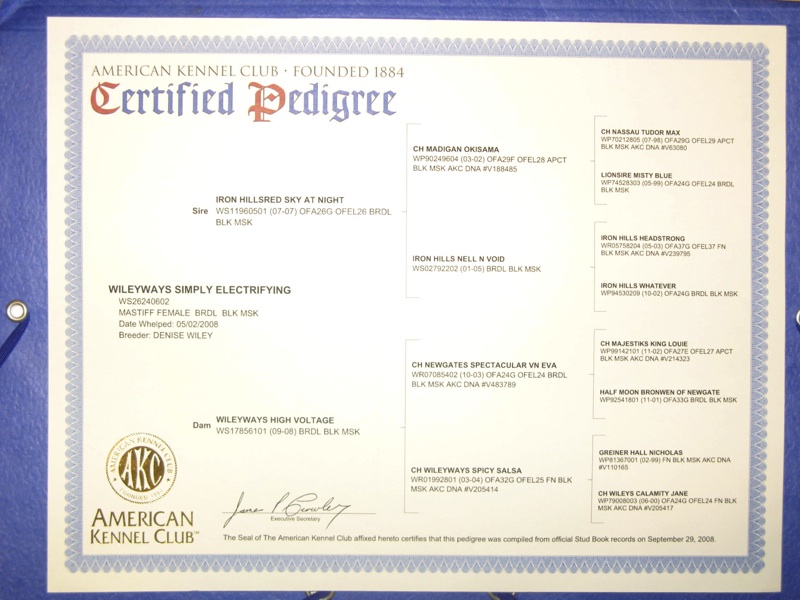 AMERICAN KENNEL CLUB • FOUNDED 1884
Certified Pedigree
CH NASSAU TUDOR MAX
WP70212805 (07-98) OFA29G OFEL29 APCT
BLK MSK AKC DNA #V63080
CH MADIGAN OKISAMA
WP90249604 (03-02) OFA29F OFEL28 APCT
BLK MSK AKC DNA #V188485
LIONSIRE MISTY BLUE
WP74528303 (05-99) OFA24G OFEL24 BRDL
BLK MSK
Sire
IRON HILLSRED SKY AT NIGHT
WS11960501 (07-07) OFA26G OFEL26 BRDL
BLK MSK
IRON HILLS HEADSTRONG
WR05758204 (05-03) OFA37G OFEL37 FN
BLK MSK AKC DNA #V239795
IRON HILLS NELL N VOID
WS02792202 (01-05) BRDL BLK MSK
IRON HILLS WHATEVER
WP94530209 (10-02) OFA24G BRDL BLK MSK
WILEYWAYS SIMPLY ELECTRIFYING
WS26240602
MASTIFF FEMALE BRDL BLK MSK
Date Whelped: 05/02/2008
Breeder: DENISE WILEY
CH MAJESTIKS KING LOUIE
WP99142101 (11-02) OFA27E OFEL27 APCT
BLK MSK AKC DNA #V214323
CH NEWGATES SPECTACULAR VN EVA
WR07085402 (10-03) OFA24G OFEL24 BRDL
BLK MSK AKC DNA #V483789
HALF MOON BRONWEN OF NEWGATE
WP92541801 (11-01) OFA33G BRDL BLK MSK
Dam
WILEYWAYS HIGH VOLTAGE
WS17856101 (09-08) BRDL BLK MSK
GREINER HALL NICHOLAS
WP81367001 (02-99) FN BLK MSK AKC DNA
#V110165
CH WILEYWAYS SPICY SALSA
WR01992801 (03-04) OFA32G OFEL25 FN BLK
MSK AKC DNA #V205414
CH WILEYS CALAMITY JANE
WP79008003 (06-00) OFA24G OFEL24 FN BLK
MSK AKC DNA #V205417
AMERICAN KENNEL CLUB
AKC
FOUNDED 1884
AMERICAN
KENNEL CLUB
Executive Secretary
The Seal of The American Kennel Club affixed hereto certifies that this pedigree was compiled from official Stud Book records on September 29, 2008.